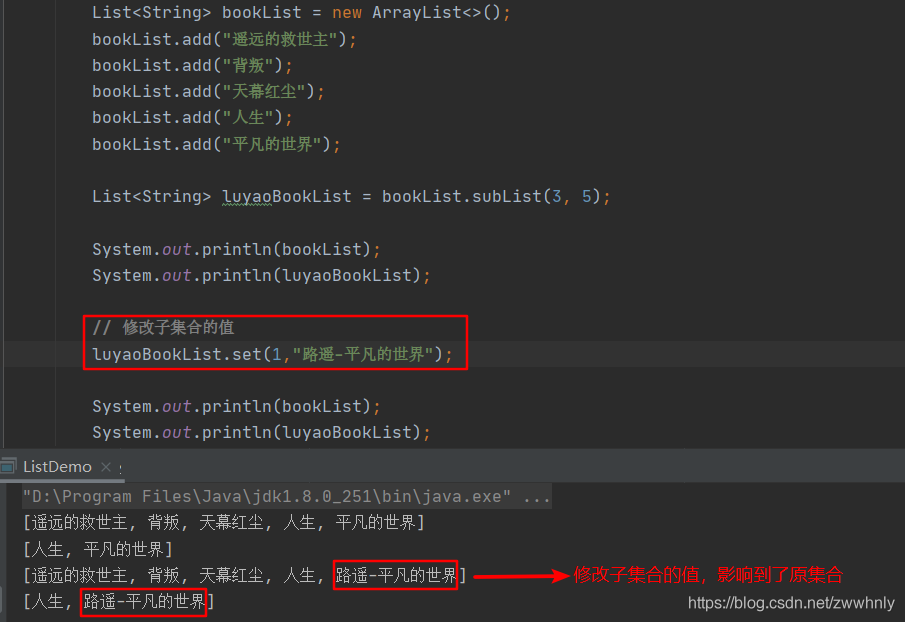 List<String> bookList = new ArrayList<>();
bookList.add("遥远的救世主");
bookList.add("背叛");
bookList.add("天幕红尘");
bookList.add("人生");
bookList.add("平凡的世界");
List<String> luyaoBookList = bookList.subList(3, 5);
System.out.println(bookList);
System.out.println(luyaoBookList);
// 修改子集合的值
luyaoBookList.set(1,"路遥-平凡的世界");
System.out.println(bookList);
System.out.println(luyaoBookList);
ListDemo ×
"D:\Program Files\Java\jdk1.8.0_251\bin\java.exe" ...
[遥远的救世主, 背叛, 天幕红尘, 人生, 平凡的世界]
[人生, 平凡的世界]
[遥远的救世主, 背叛, 天幕红尘, 人生, 路遥-平凡的世界] 修改子集合的值，影响到了原集合
[人生, 路遥-平凡的世界]
https://blog.csdn.net/zwwhnly